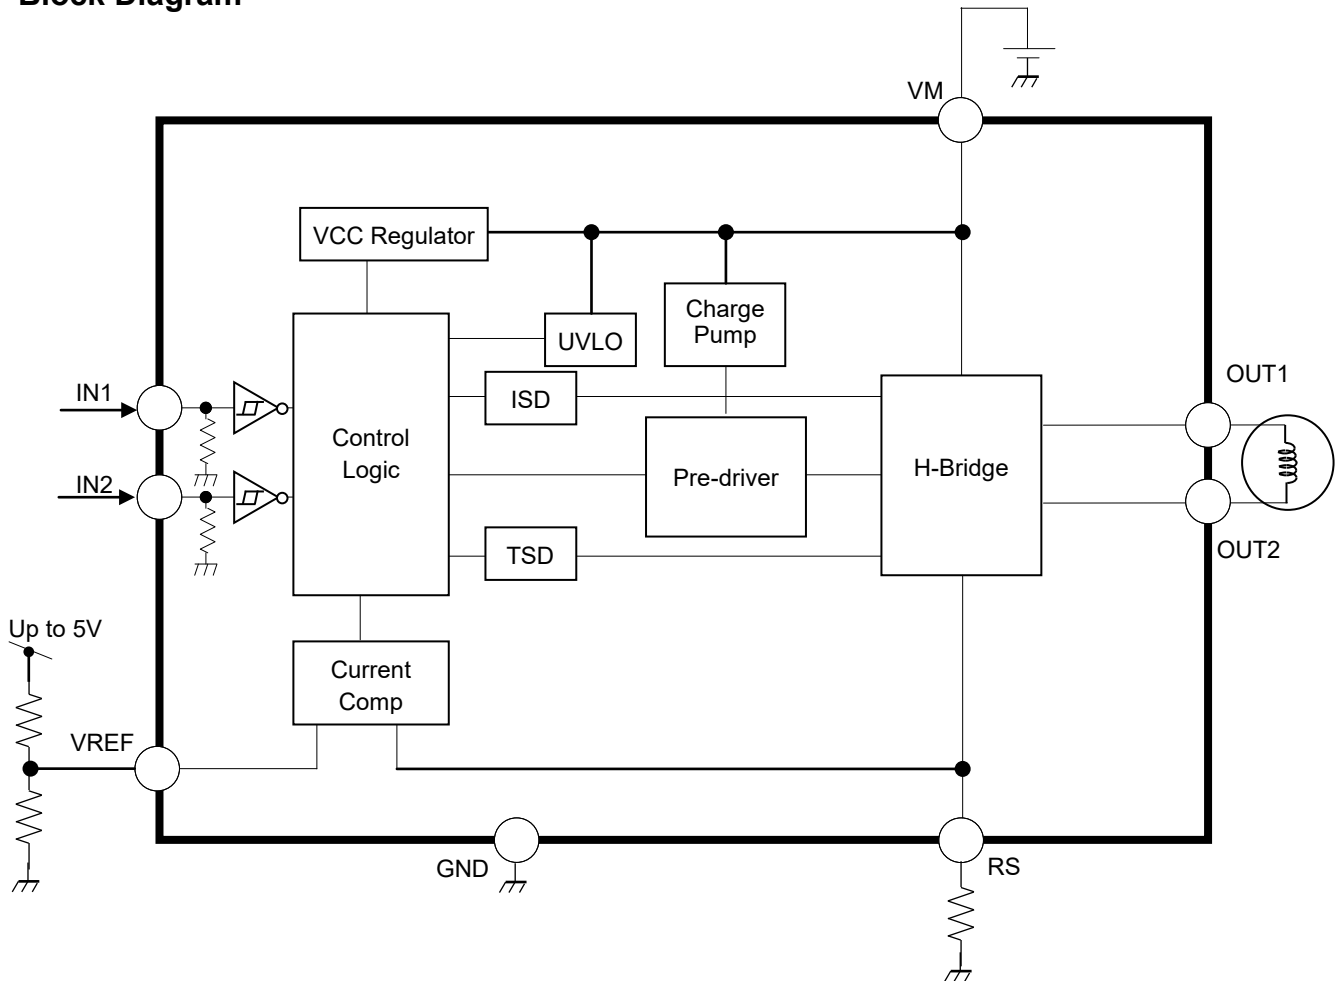 Block Diagram
VM
VCC Regulator
Charge
Pump
UVLO
IN1
ISD
OUT1
Control
Logic
IN2
Pre-driver
H-Bridge
TSD
OUT2
Up to 5V
Current
Comp
VREF
GND
RS